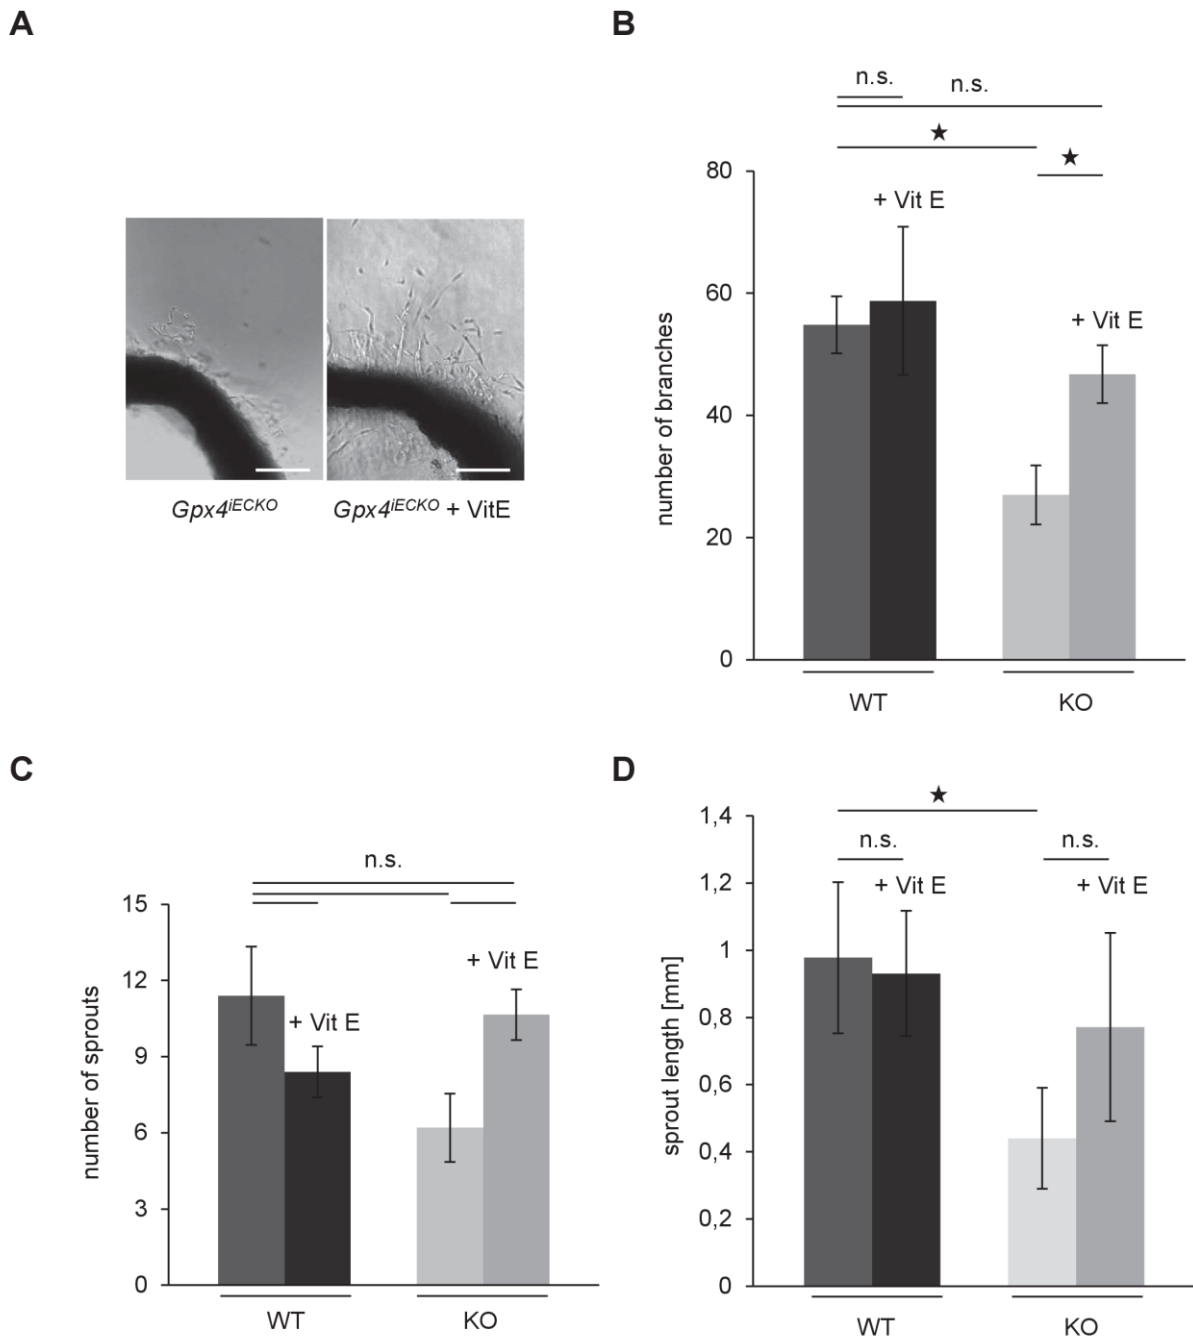 A
Gpx4iECKO
Gpx4iECKO + VitE
B
n.s.
n.s.
★
★
80
+ Vit E
60
+ Vit E
40
20
0
number of branches
WT
KO
C
n.s.
15
+ Vit E
12
+ Vit E
9
6
3
0
number of sprouts
WT
KO
D
★
1,4
n.s.
n.s.
1,2
+ Vit E
+ Vit E
1
0,8
0,6
0,4
0,2
0
sprout length [mm]
WT
KO